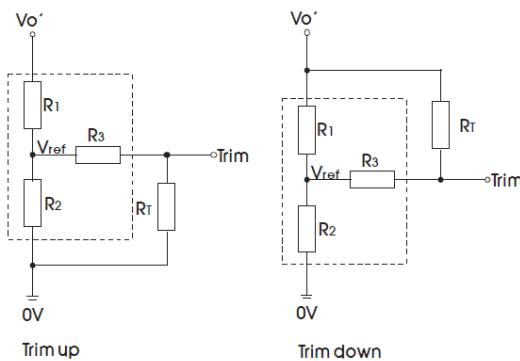 Vo´
R1
Vref
R3
Trim
R2
RT
0V
Trim up
Vo´
R1
RT
Vref
R3
Trim
R2
0V
Trim down